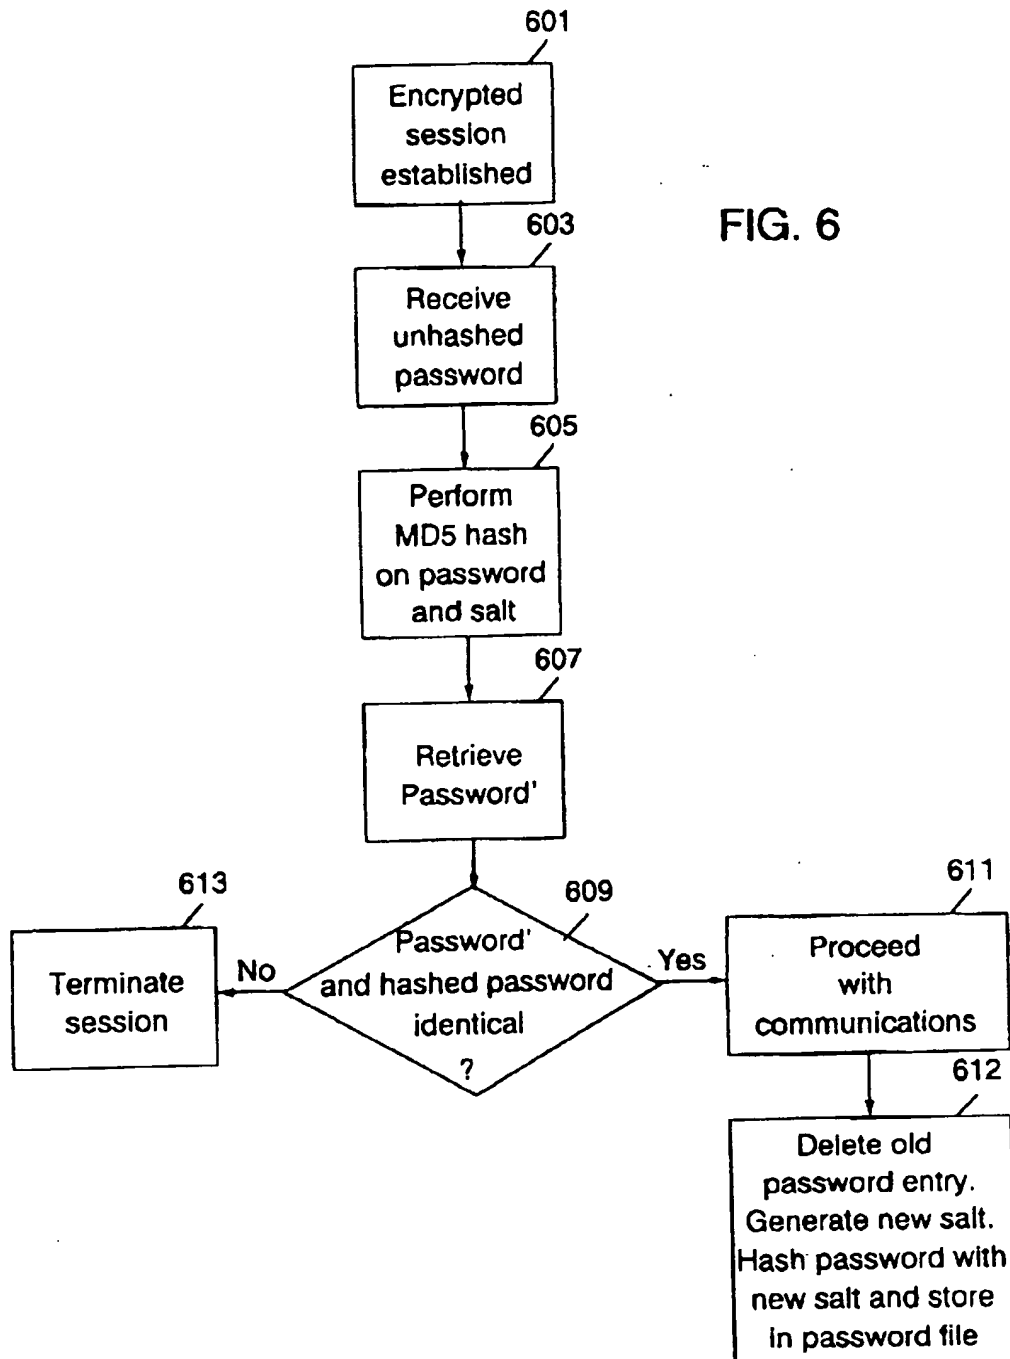 601
Encrypted
session
established
FIG. 6
603
Receive
unhashed
password
605
Perform
MD5 hash
on password
and salt
607
Retrieve
Password'
609
Password'
and hashed password
identical
?
No
Yes
613
Terminate
session
611
Proceed
with
communications
612
Delete old
password entry.
Generate new salt.
Hash password with
new salt and store
in password file